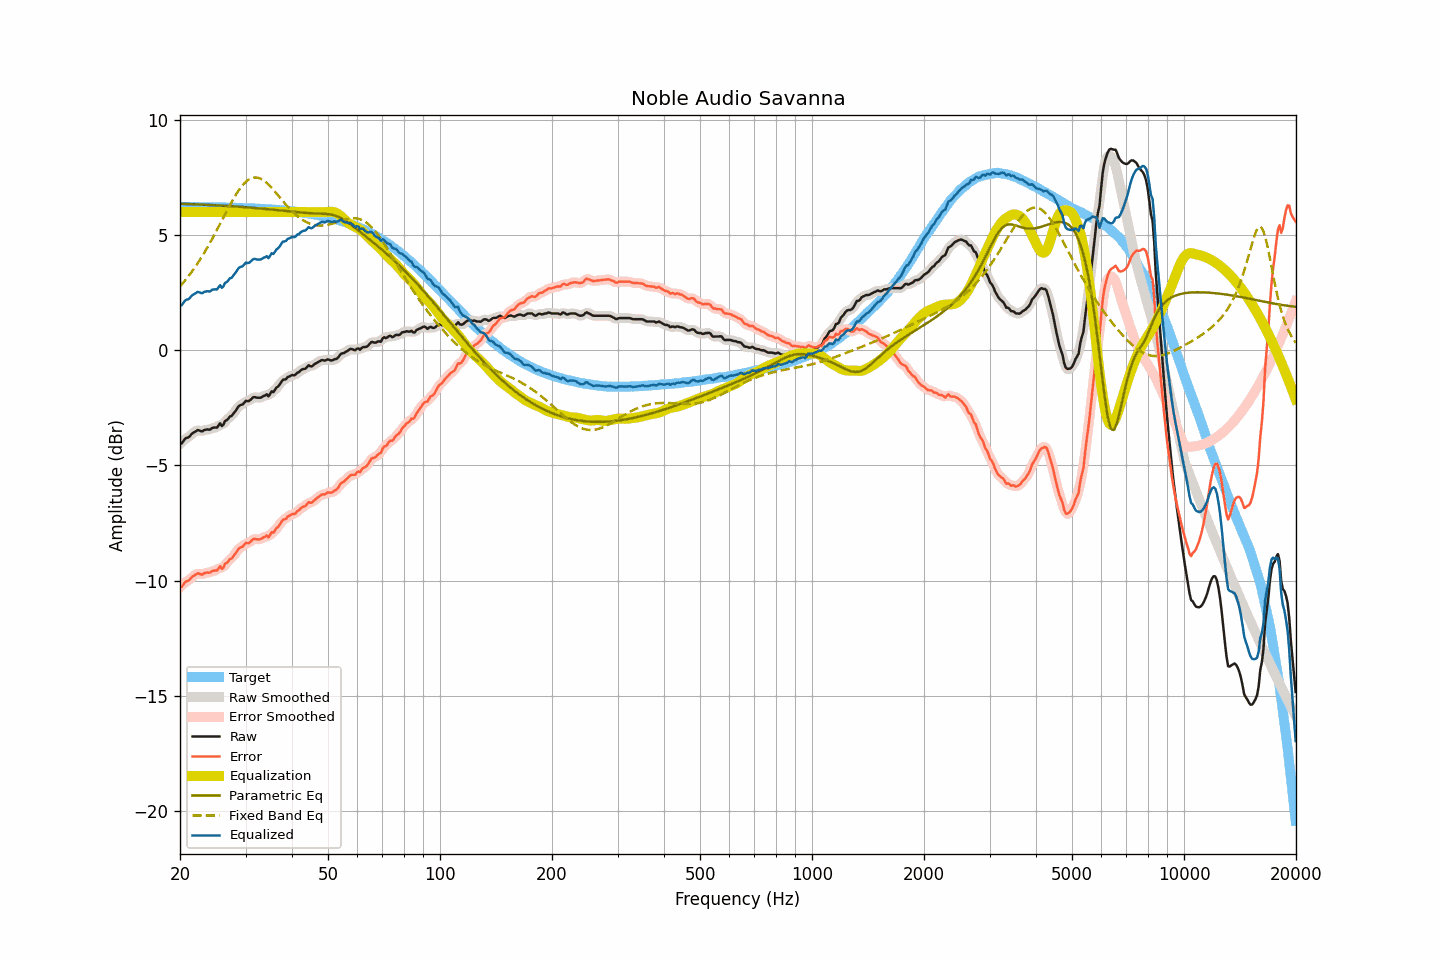 Noble Audio Savanna
10
5
0
−5
−10
−15
−20
Amplitude (dBr)
Target
Raw Smoothed
Error Smoothed
Raw
Error
Equalization
Parametric Eq
Fixed Band Eq
Equalized
20 50 100 200 500 1000 2000 5000 10000 20000
Frequency (Hz)